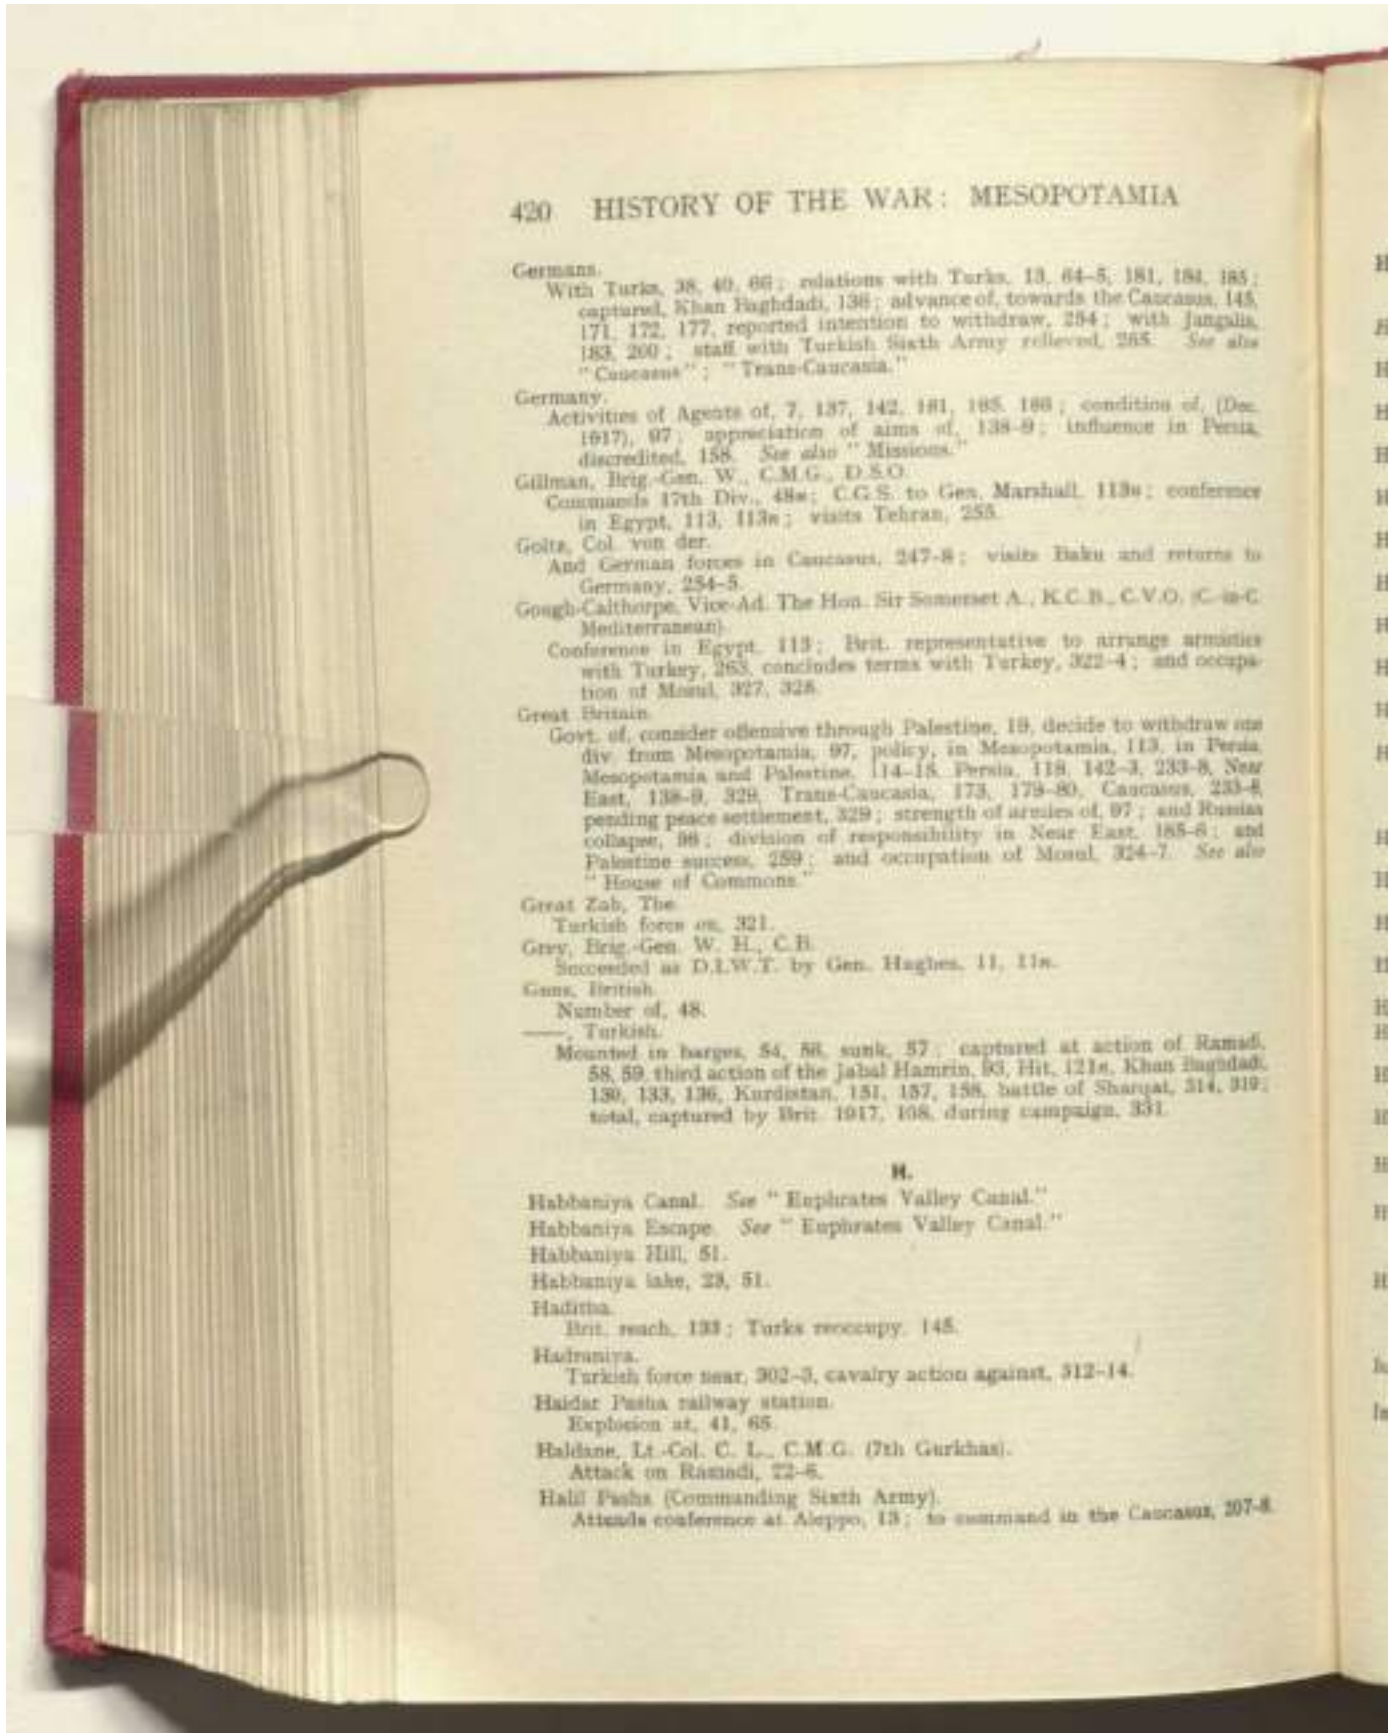 420 HISTORY OF THE WAR: MESOPOTAMIA
Germans.
With Turks, 38, 40, 66; relations with Turks, 13, 64-5, 181, 184, 185;
captured, Khan Baghdadi, 136; advance of, towards the Caucasus, 145,
171, 172, 177, reported intention to withdraw, 254; with Jangalis,
183, 200; staff with Turkish Sixth Army relieved, 265. See also
"Caucasus"; "Trans-Caucasia."
Germany.
Activities of Agents of, 7, 137, 142, 181, 185, 186; condition of, (Dec.
1917), 97; appreciation of aims of, 138-9; influence in Persia,
discredited, 158. See also "Missions."
Gillman, Brig.-Gen. W., C.M.G., D.S.O.
Commands 17th Div., 48n; C.G.S. to Gen. Marshall, 113n; conference
in Egypt, 113, 113n; visits Tehran, 255.
Goltz, Col. von der.
And German forces in Caucasus, 247-8; visits Baku and returns to
Germany, 254-5.
Gough-Calthorpe, Vice-Ad. The Hon. Sir Somerset A., K.C.B., C.V.O. (C.-in-C.
Mediterranean).
Conference in Egypt, 113; Brit. representative to arrange armistice
with Turkey, 263, concludes terms with Turkey, 322-4; and occupa-
tion of Mosul, 327, 328.
Great Britain.
Govt. of, consider offensive through Palestine, 19, decide to withdraw one
div. from Mesopotamia, 97, policy, in Mesopotamia, 113, in Persia,
Mesopotamia and Palestine, 114-15, Persia, 118, 142-3, 233-8, Near
East, 138-9, 329, Trans-Caucasia, 173, 179-80, Caucasus, 233-8,
pending peace settlement, 329; strength of armies of, 97; and Russian
collapse, 98; division of responsibility in Near East, 185-6; and
Palestine success, 259; and occupation of Mosul, 324-7. See also
"House of Commons."
Great Zab, The.
Turkish force on, 321.
Grey, Brig.-Gen. W. H., C.B.
Succeeded as D.I.W.T. by Gen. Hughes, 11, 11n.
Guns, British.
Number of, 48.
——, Turkish.
Mounted in barges, 54, 56, sunk, 57; captured at action of Ramadi,
58, 59, third action of the Jabal Hamrin, 93, Hit, 121n, Khan Baghdadi,
130, 133, 136, Kurdistan, 151, 157, 158, battle of Sharqat, 314, 319;
total, captured by Brit. 1917, 108, during campaign, 331.
H.
Habbaniya Canal. See "Euphrates Valley Canal."
Habbaniya Escape. See "Euphrates Valley Canal."
Habbaniya Hill, 51.
Habbaniya lake, 23, 51.
Haditha.
Brit. reach, 133; Turks reoccupy, 145.
Hadraniya.
Turkish force near, 302-3, cavalry action against, 312-14.
Haidar Pasha railway station.
Explosion at, 41, 65.
Haldane, Lt.-Col. C. L., C.M.G. (7th Gurkhas).
Attack on Ramadi, 22-6.
Halil Pasha (Commanding Sixth Army).
Attends conference at Aleppo, 13; to command in the Caucasus, 207-8.